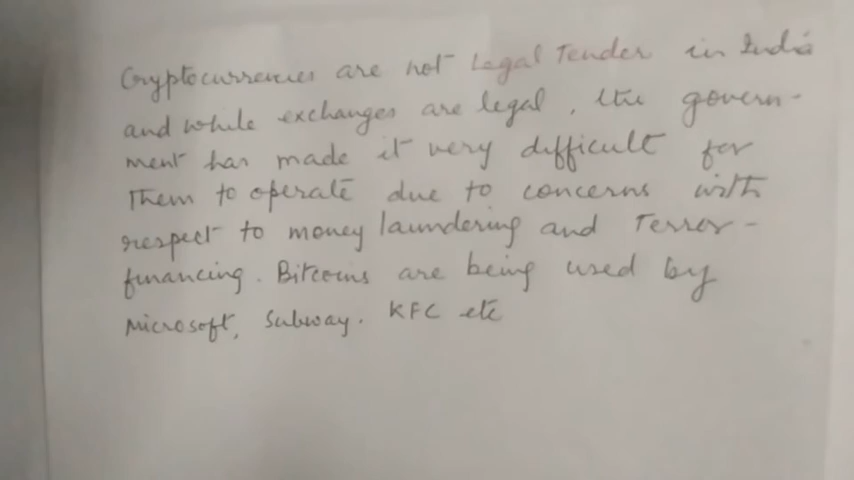 Cryptocurrencies are not Legal Tender in India
and while exchanges are legal, the govern-
ment has made it very difficult for
them to operate due to concerns with
respect to money laundering and Terror-
financing. Bitcoins are being used by
Microsoft, Subway. KFC etc